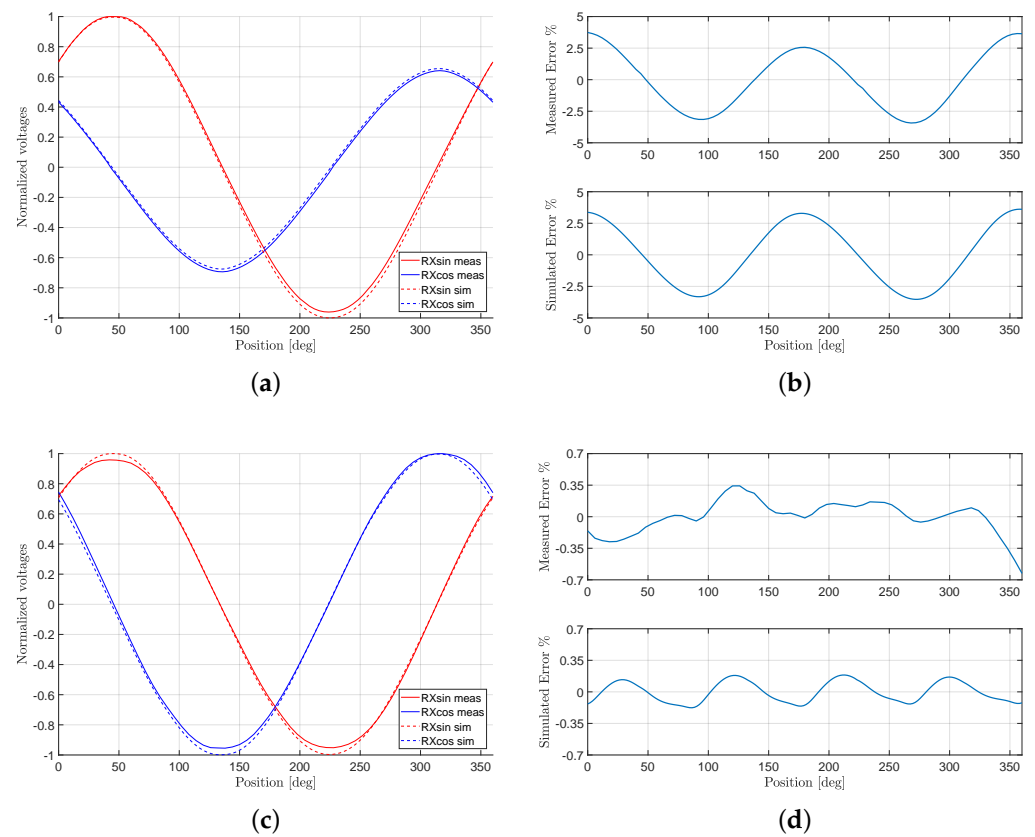 Normalized voltages
1
0.8
0.6
0.4
0.2
0
-0.2
-0.4
-0.6
-0.8
-1
0 50 100 150 200 250 300 350
Position [deg]
RXsin meas
RXcos meas
RXsin sim
RXcos sim
(a)
Measured Error %
5
2.5
0
-2.5
-5
0 50 100 150 200 250 300 350
Simulated Error %
5
2.5
0
-2.5
-5
0 50 100 150 200 250 300 350
Position [deg]
(b)
Normalized voltages
1
0.8
0.6
0.4
0.2
0
-0.2
-0.4
-0.6
-0.8
-1
0 50 100 150 200 250 300 350
Position [deg]
RXsin meas
RXcos meas
RXsin sim
RXcos sim
(c)
Measured Error %
0.7
0.35
0
-0.35
-0.7
0 50 100 150 200 250 300 350
Simulated Error %
0.7
0.35
0
-0.35
-0.7
0 50 100 150 200 250 300 350
Position [deg]
(d)